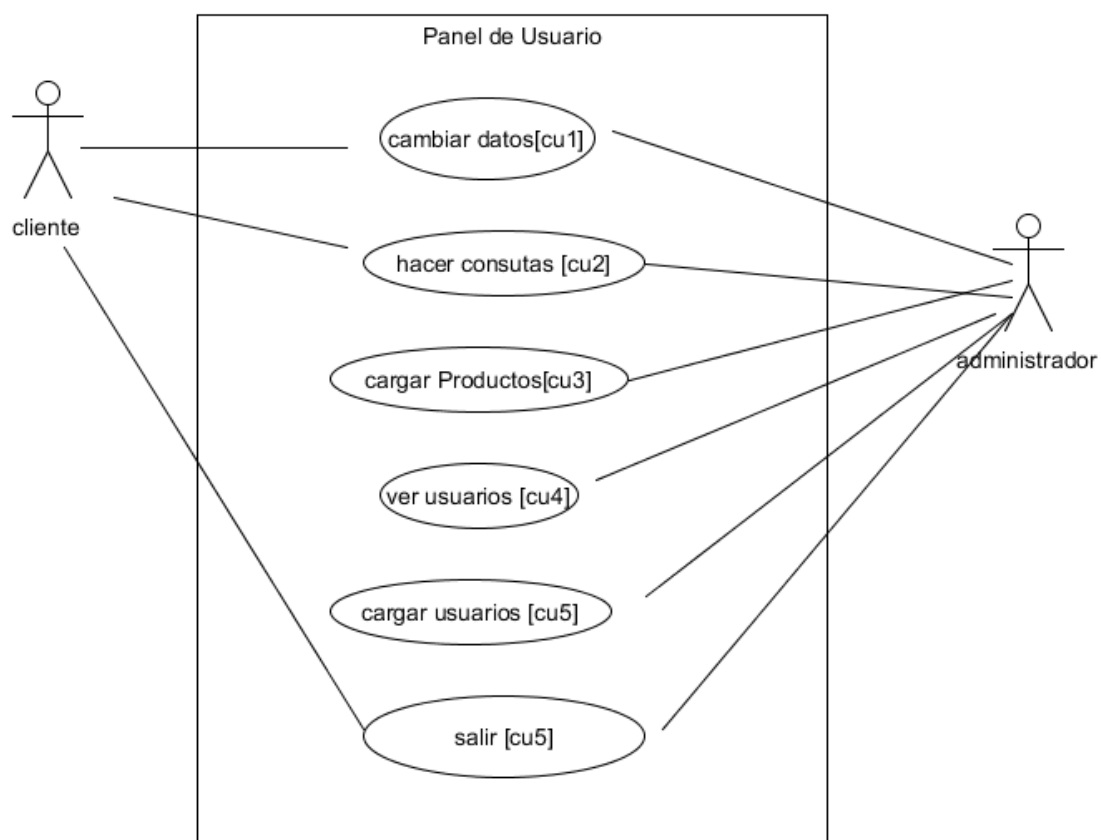 Panel de Usuario
cambiar datos[cu1]
cliente
hacer consutas [cu2]
administrador
cargar Productos[cu3]
ver usuarios [cu4]
cargar usuarios [cu5]
salir [cu5]